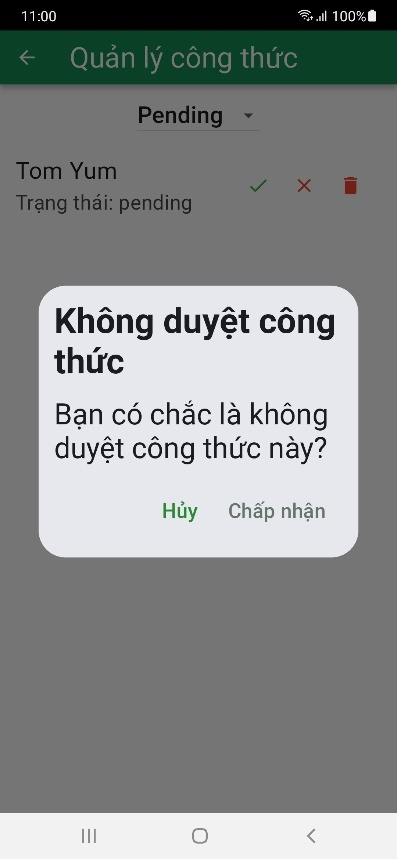 11:00 100%
Quản lý công thức
Pending
Tom Yum
Trạng thái: pending
Không duyệt công
thức
Bạn có chắc là không
duyệt công thức này?
Hủy Chấp nhận